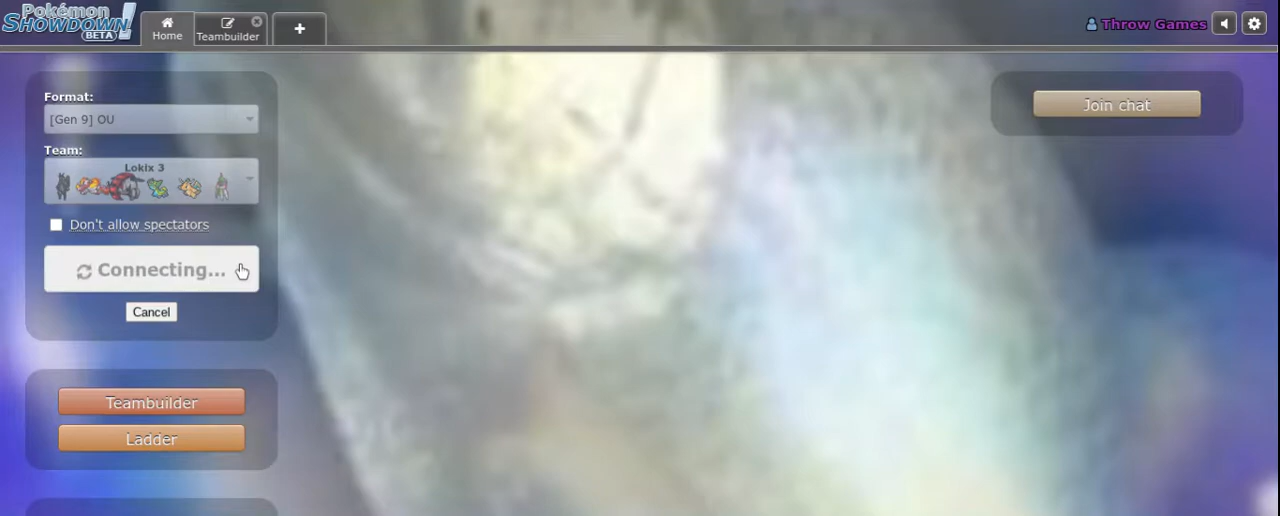 Pokémon
SHOWDOWN!
BETA
Home
Teambuilder
+
Throw Games
Format:
[Gen 9] OU
Team:
Lokix 3
Don't allow spectators
Connecting...
Cancel
Teambuilder
Ladder
Join chat